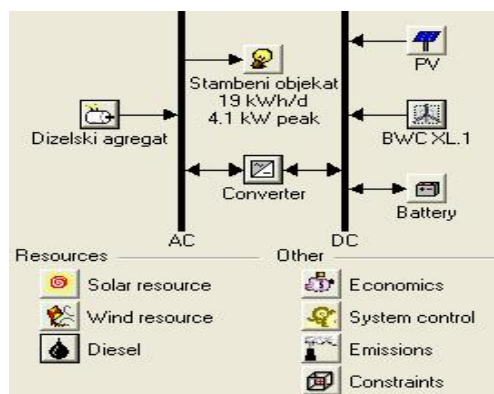 PV
Stambeni objekat
19 kWh/d
4.1 kW peak
Dizelski agregat
BWC XL.1
Converter
Battery
AC
DC
Resources
Other
Solar resource
Economics
Wind resource
System control
Diesel
Emissions
Constraints